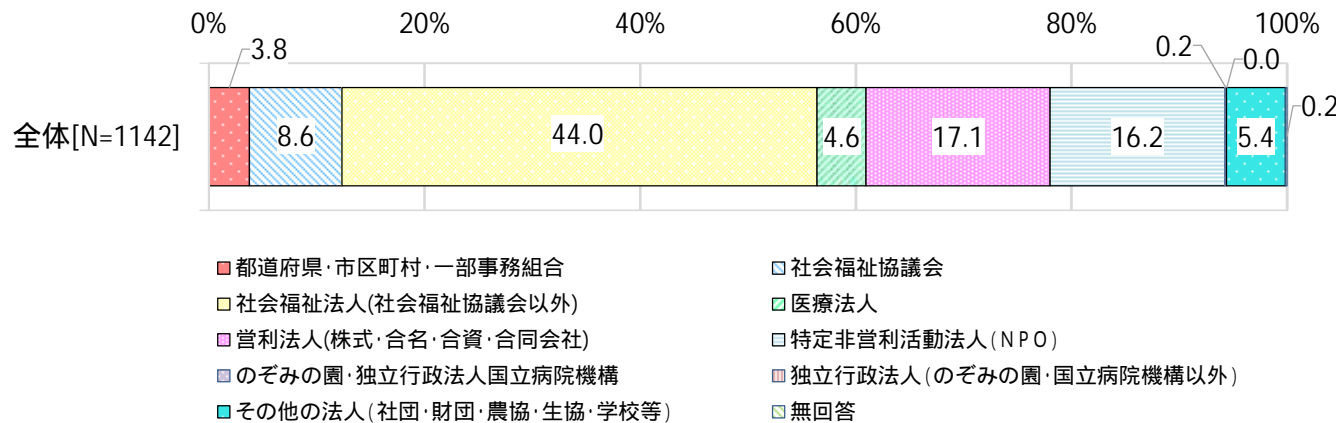 0% 20% 40% 60% 80% 100%
3.8 0.2 0.0
0.2
全体[N=1142] 8.6 44.0 4.6 17.1 16.2 5.4
都道府県·市区町村·一部事務組合 社会福祉協議会
社会福祉法人(社会福祉協議会以外) 医療法人
営利法人(株式·合名·合資·合同会社) 特定非営利活動法人(NPO)
のぞみの園·独立行政法人国立病院機構 独立行政法人(のぞみの園·国立病院機構以外)
その他の法人(社団·財団·農協·生協·学校等) 無回答